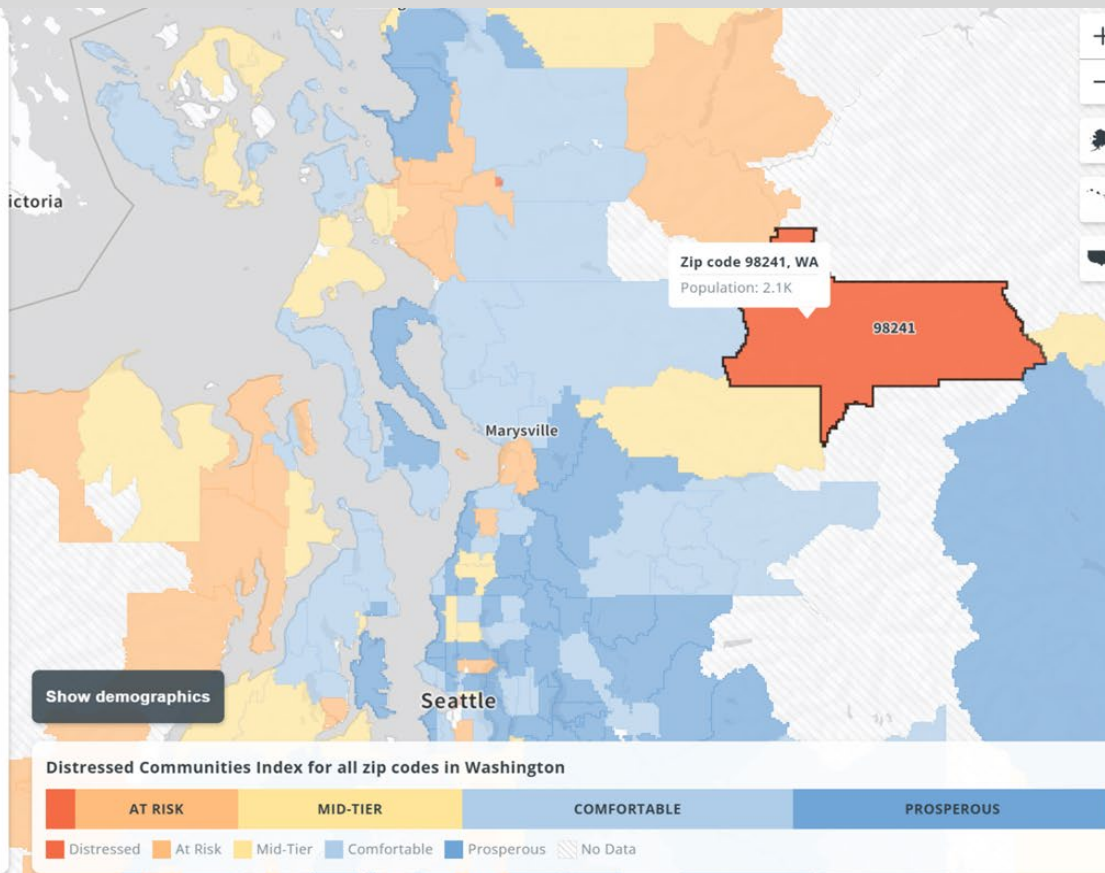 ictoria
Zip code 98241, WA
Population: 2.1K
98241
Marysville
Show demographics
Seattle
Distressed Communities Index for all zip codes in Washington
AT RISK MID-TIER COMFORTABLE PROSPEROUS
Distressed At Risk Mid-Tier Comfortable Prosperous No Data